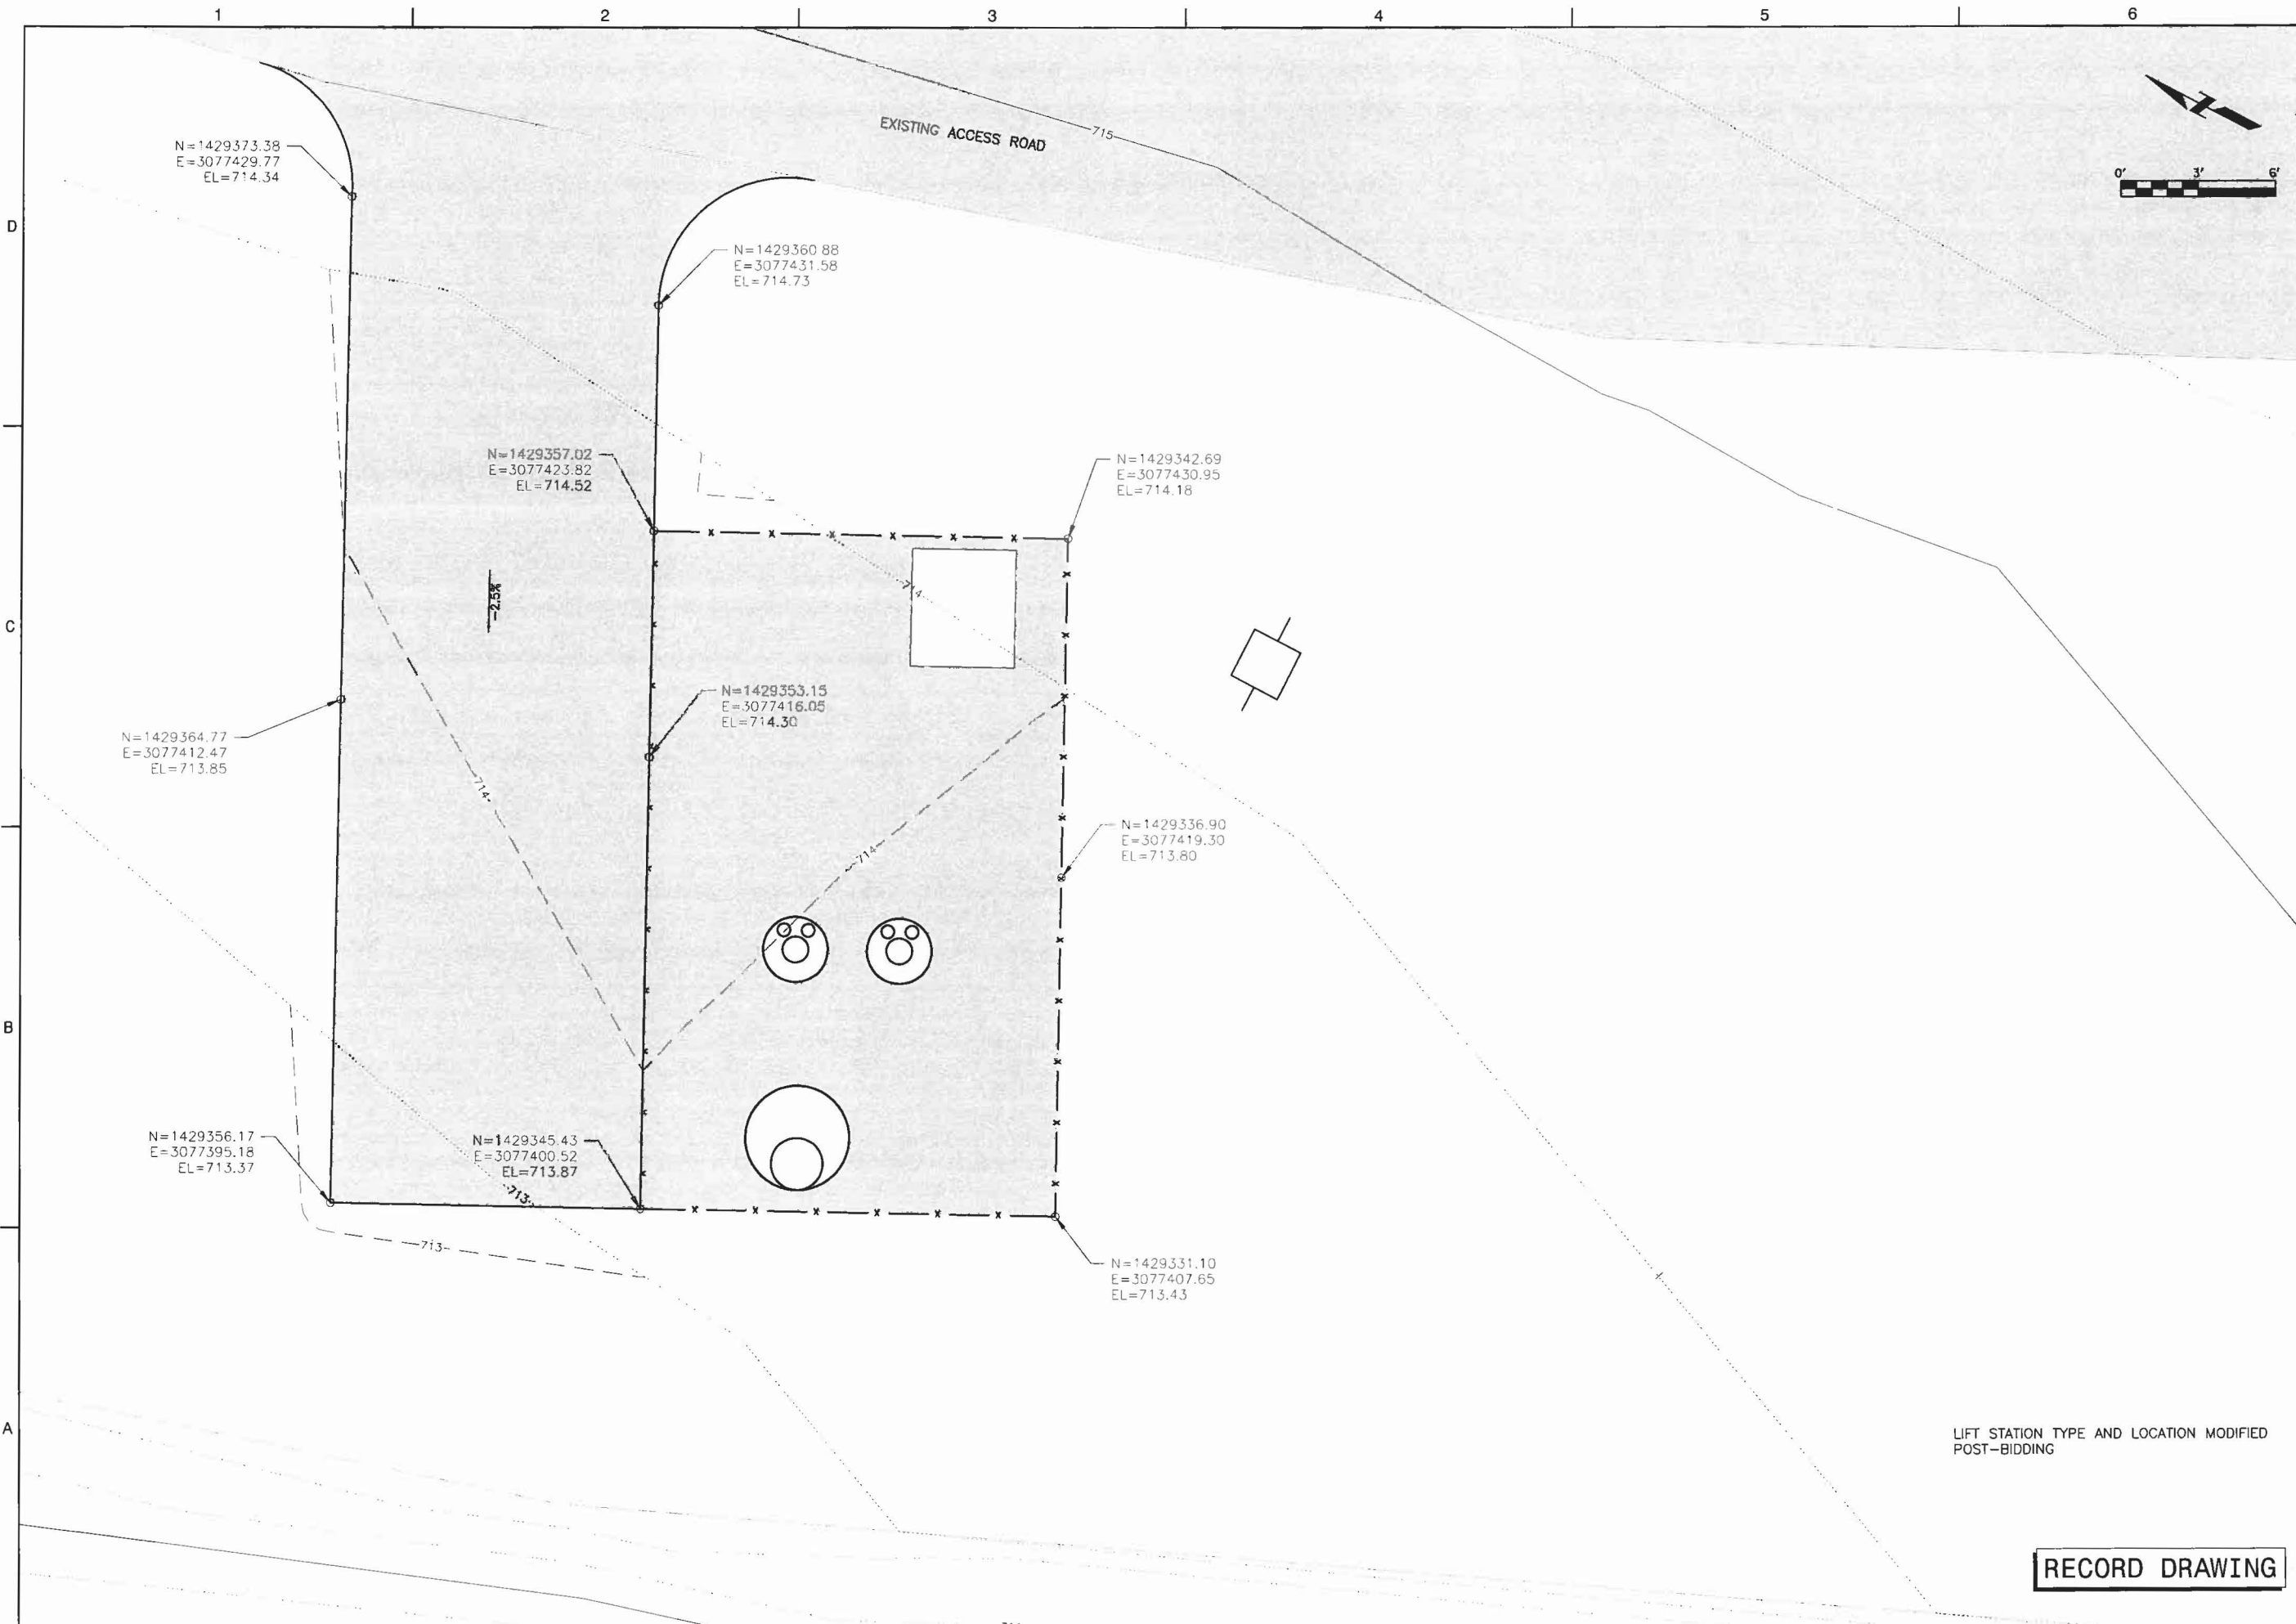 1 2 3 4 5 6
D
C
B
A
EXISTING ACCESS ROAD
715
0' 3' 6'
N=1429373.38
E=3077429.77
EL=714.34
N=1429360.88
E=3077431.58
EL=714.73
N=1429357.02
E=3077423.82
EL=714.52
N=1429342.69
E=3077430.95
EL=714.18
-2.5%
714
N=1429353.15
E=3077416.05
EL=714.30
N=1429364.77
E=3077412.47
EL=713.85
714
714
N=1429336.90
E=3077419.30
EL=713.80
N=1429356.17
E=3077395.18
EL=713.37
N=1429345.43
E=3077400.52
EL=713.87
713
713
N=1429331.10
E=3077407.65
EL=713.43
LIFT STATION TYPE AND LOCATION MODIFIED
POST-BIDDING
RECORD DRAWING